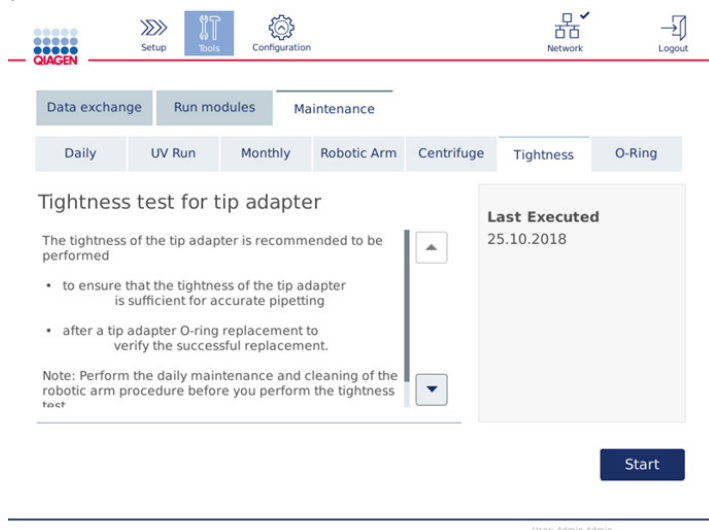 QIAGEN
Setup
Tools
Configuration
Network
Logout
Data exchange
Run modules
Maintenance
Daily
UV Run
Monthly
Robotic Arm
Centrifuge
Tightness
O-Ring
Tightness test for tip adapter
The tightness of the tip adapter is recommended to be
performed
• to ensure that the tightness of the tip adapter
is sufficient for accurate pipetting
• after a tip adapter O-ring replacement to
verify the successful replacement.
Note: Perform the daily maintenance and cleaning of the
robotic arm procedure before you perform the tightness
test
Last Executed
25.10.2018
Start
User: Admin Admin